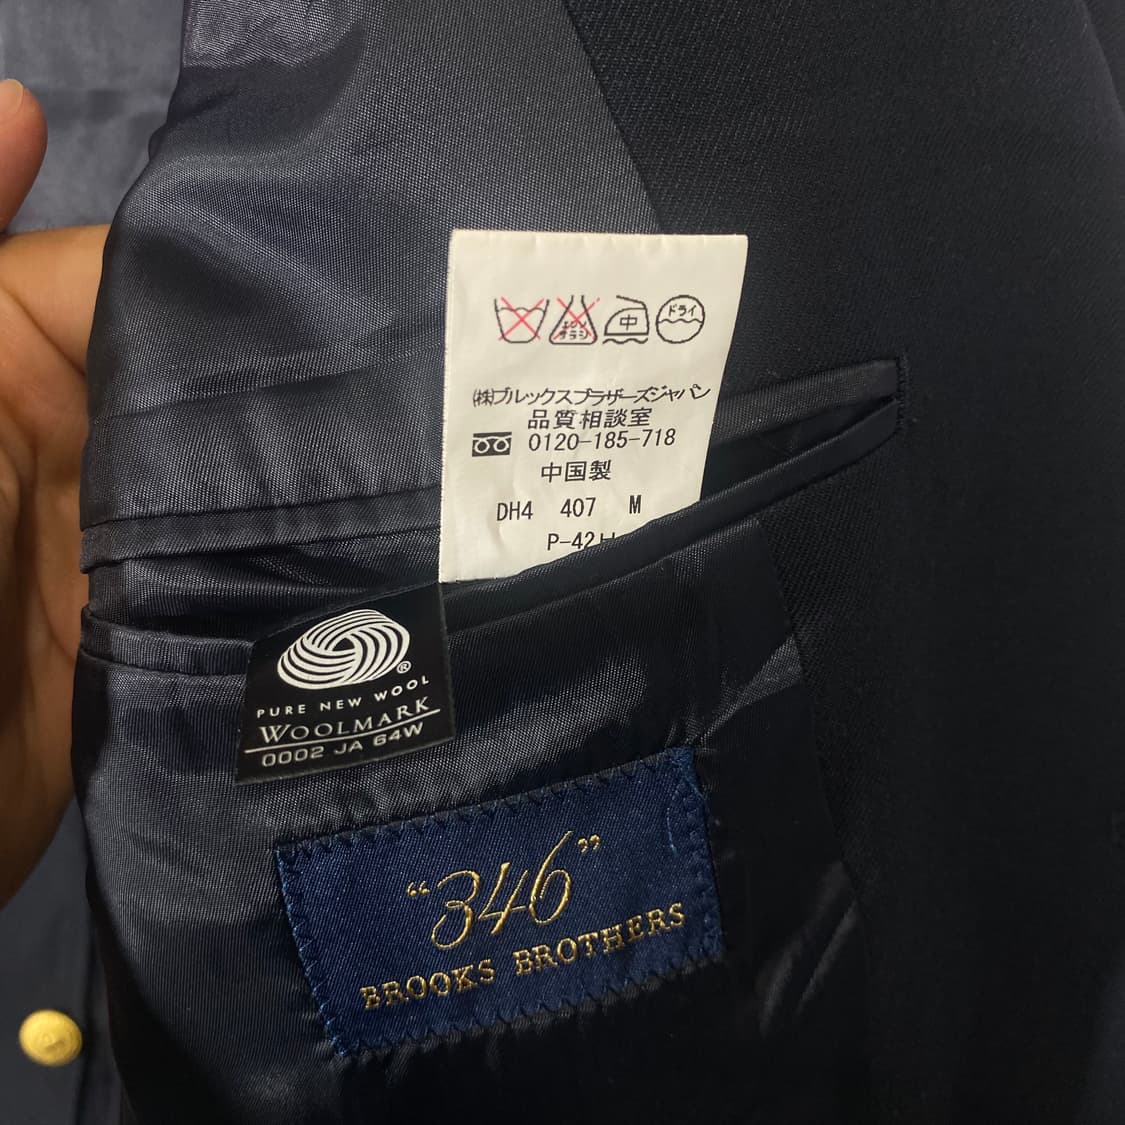 エンソ
サラシ
中
ドライ
(株)ブルックスブラザーズジャパン
品質相談室
0120-185-718
中国製
DH4 407 M
P-42
PURE NEW WOOL
WOOLMARK
0002 JA 64W
“346”
BROOKS BROTHERS